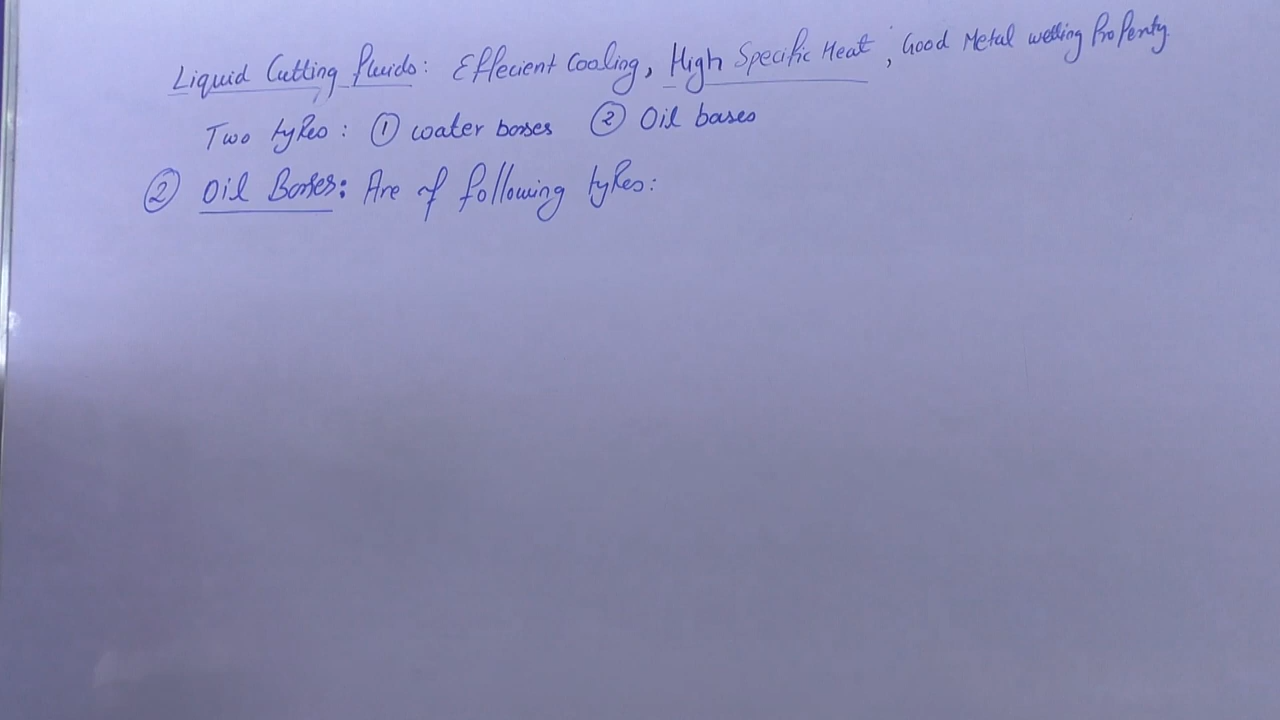 Liquid Cutting fluids: Effecient Cooling, High Specific Heat, Good Metal wetting Property.
Two types: ① water bases ② Oil bases
② Oil Bases: Are of following types: